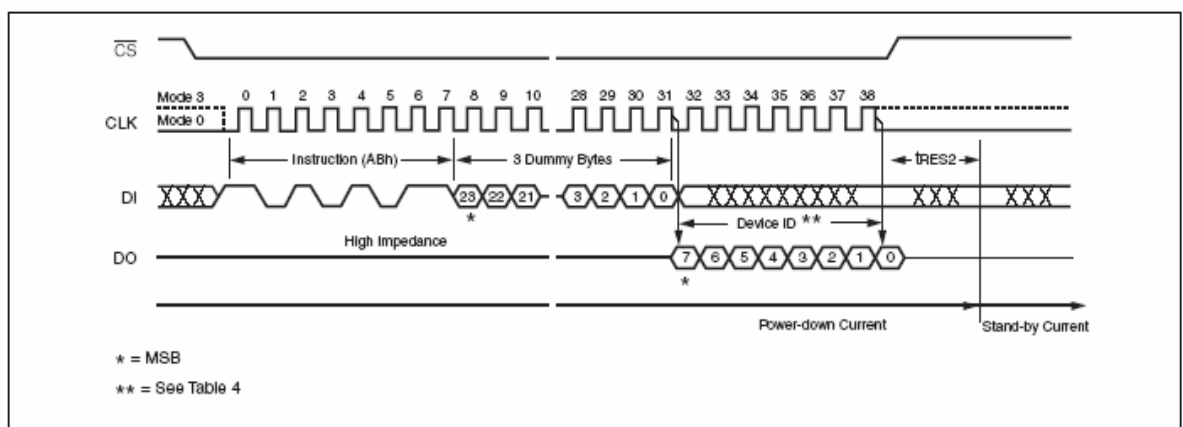 CS
Mode 3 0 1 2 3 4 5 6 7 8 9 10 28 29 30 31 32 33 34 35 36 37 38
CLK Mode 0
Instruction (ABh) 3 Dummy Bytes tRES2
DI 23 22 21 3 2 1 0
* Device ID **
High Impedance
DO 7 6 5 4 3 2 1 0
*
Power-down Current Stand-by Current
* = MSB
** = See Table 4